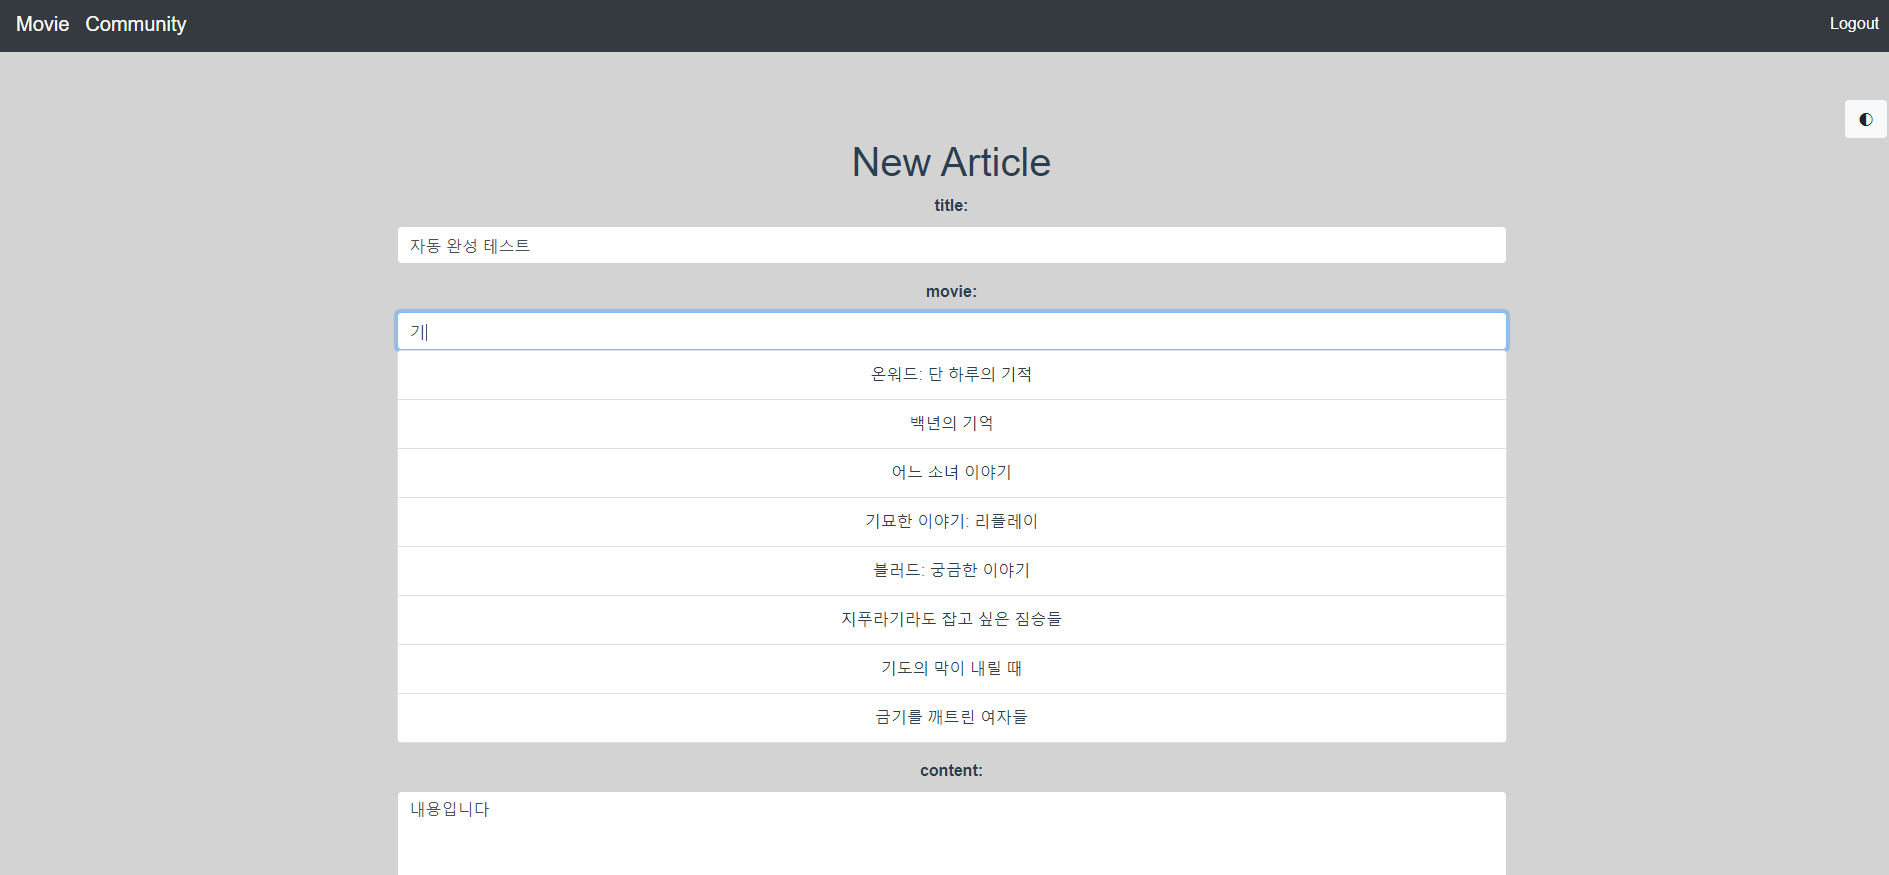 Movie Community Logout
New Article
title:
자동 완성 테스트
movie:
기
온워드: 단 하루의 기적
백년의 기억
어느 소녀 이야기
기묘한 이야기: 리플레이
블러드: 궁금한 이야기
지푸라기라도 잡고 싶은 짐승들
기도의 막이 내릴 때
금기를 깨트린 여자들
content:
내용입니다